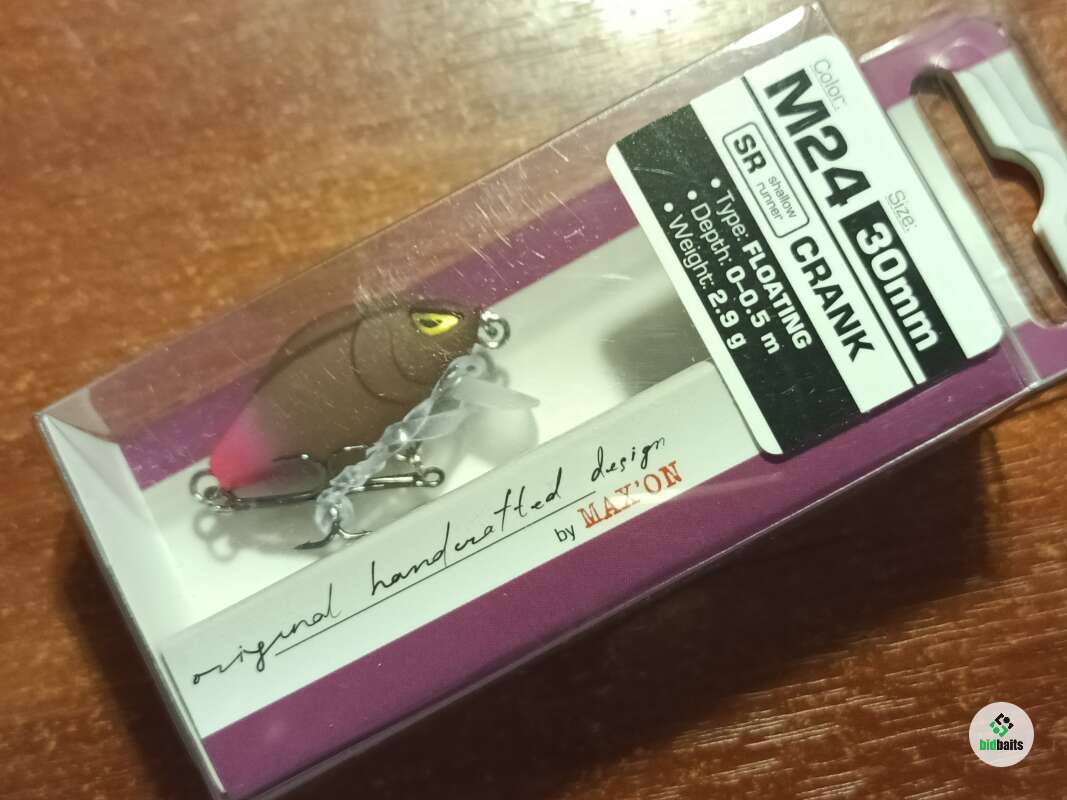 Color: Size:
M24 30mm
SR shallow runner CRANK
• Type: FLOATING
• Depth: 0-0.5 m
• Weight: 2.9 g
original handcrafted design
by MAX'ON
bidbaits